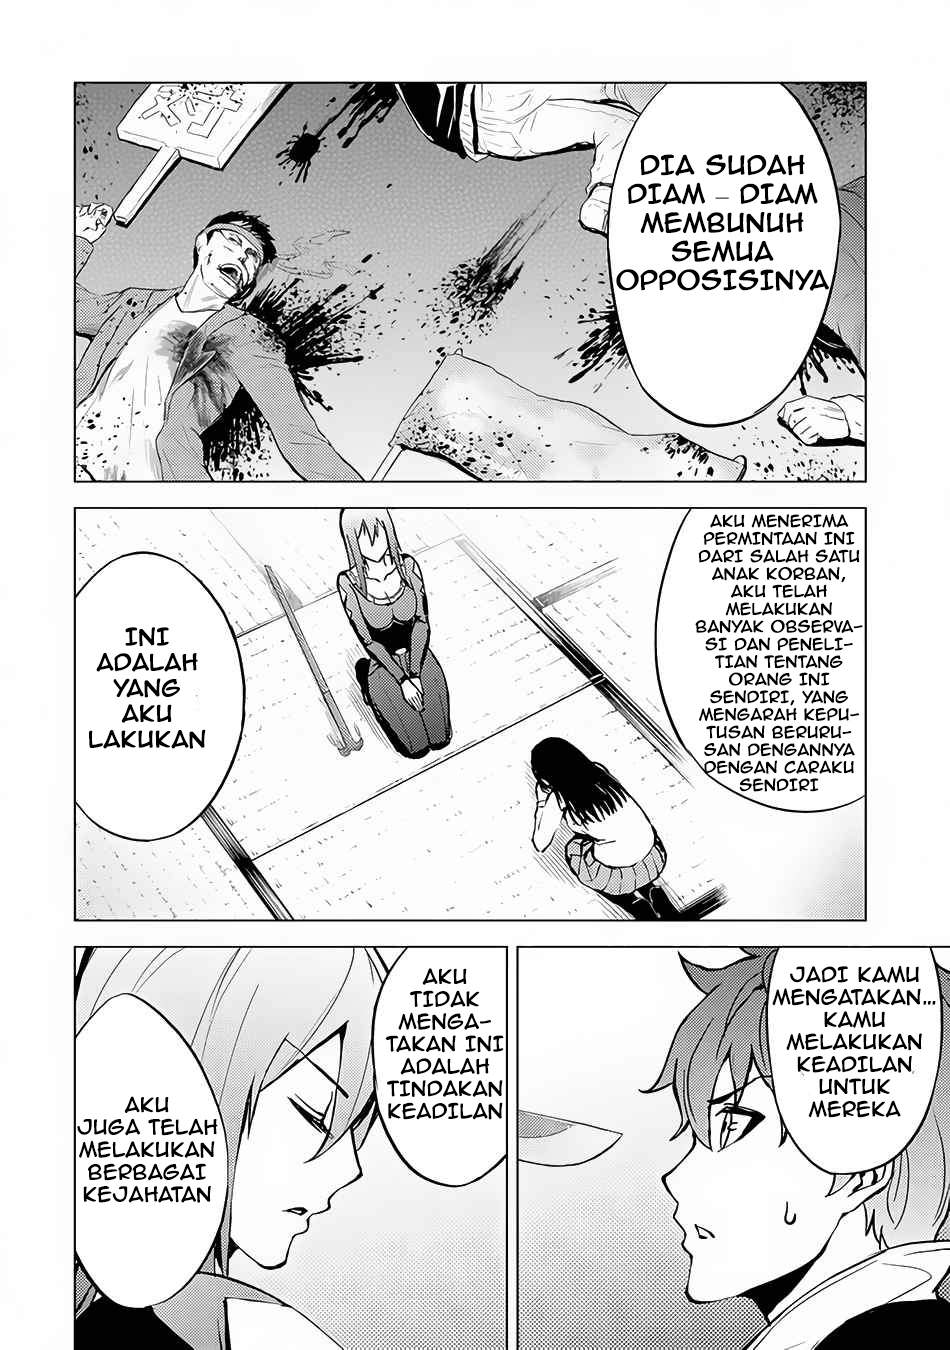 DIA SUDAH
DIAM – DIAM
MEMBUNUH
SEMUA
OPPOSISINYA
AKU MENERIMA
PERMINTAAN INI
DARI SALAH SATU
ANAK KORBAN,
AKU TELAH
MELAKUKAN
BANYAK OBSERVA-
SI DAN PENELI-
TIAN TENTANG
ORANG INI
SENDIRI, YANG
MENGARAH KEPU-
TUSAN BERURU-
SAN DENGANNYA
DENGAN CARAKU
SENDIRI
INI
ADALAH
YANG
AKU
LAKUKAN
JADI KAMU
MENGATAKAN...
KAMU
MELAKUKAN
KEADILAN
UNTUK
MEREKA
AKU
TIDAK
MENGA-
TAKAN INI
ADALAH
TINDAKAN
KEADILAN
AKU
JUGA TELAH
MELAKUKAN
BERBAGAI
KEJAHATAN